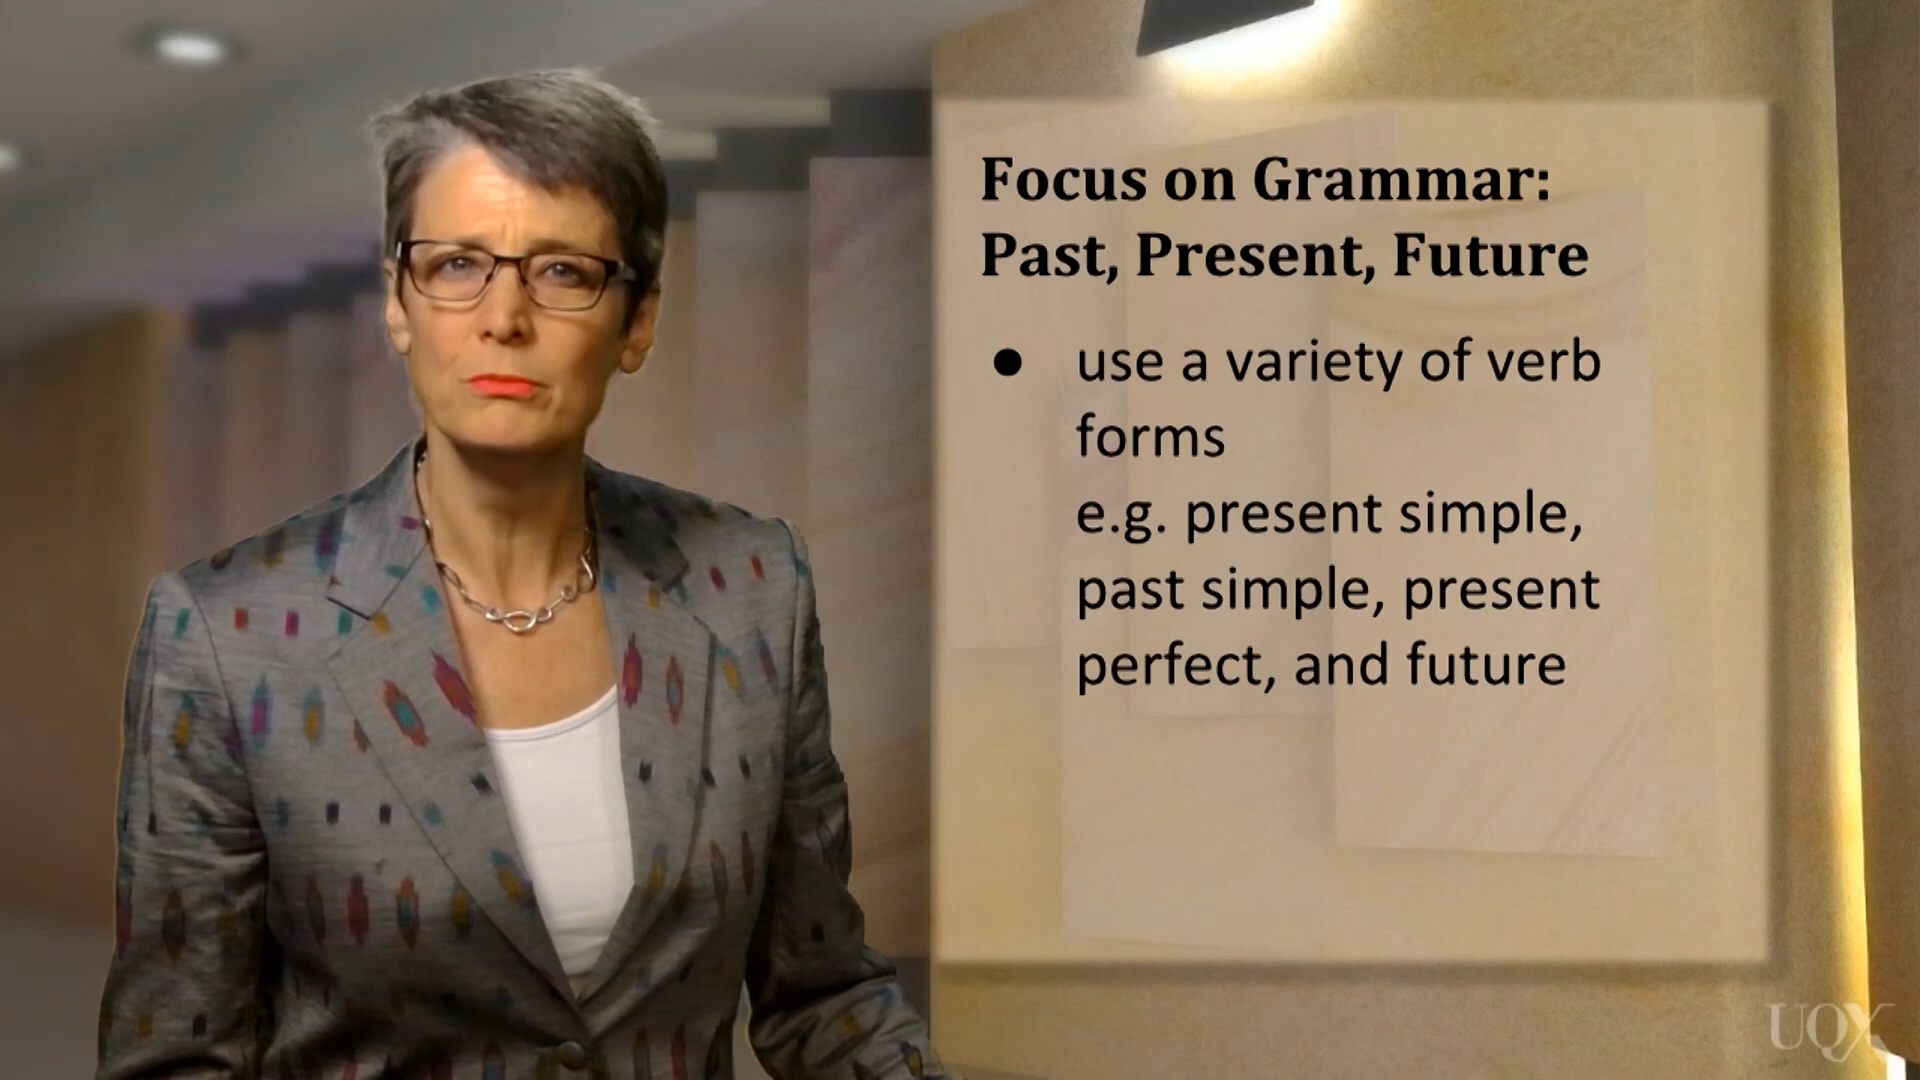 Focus on Grammar:
Past, Present, Future
● use a variety of verb
forms
e.g. present simple,
past simple, present
perfect, and future
UQX